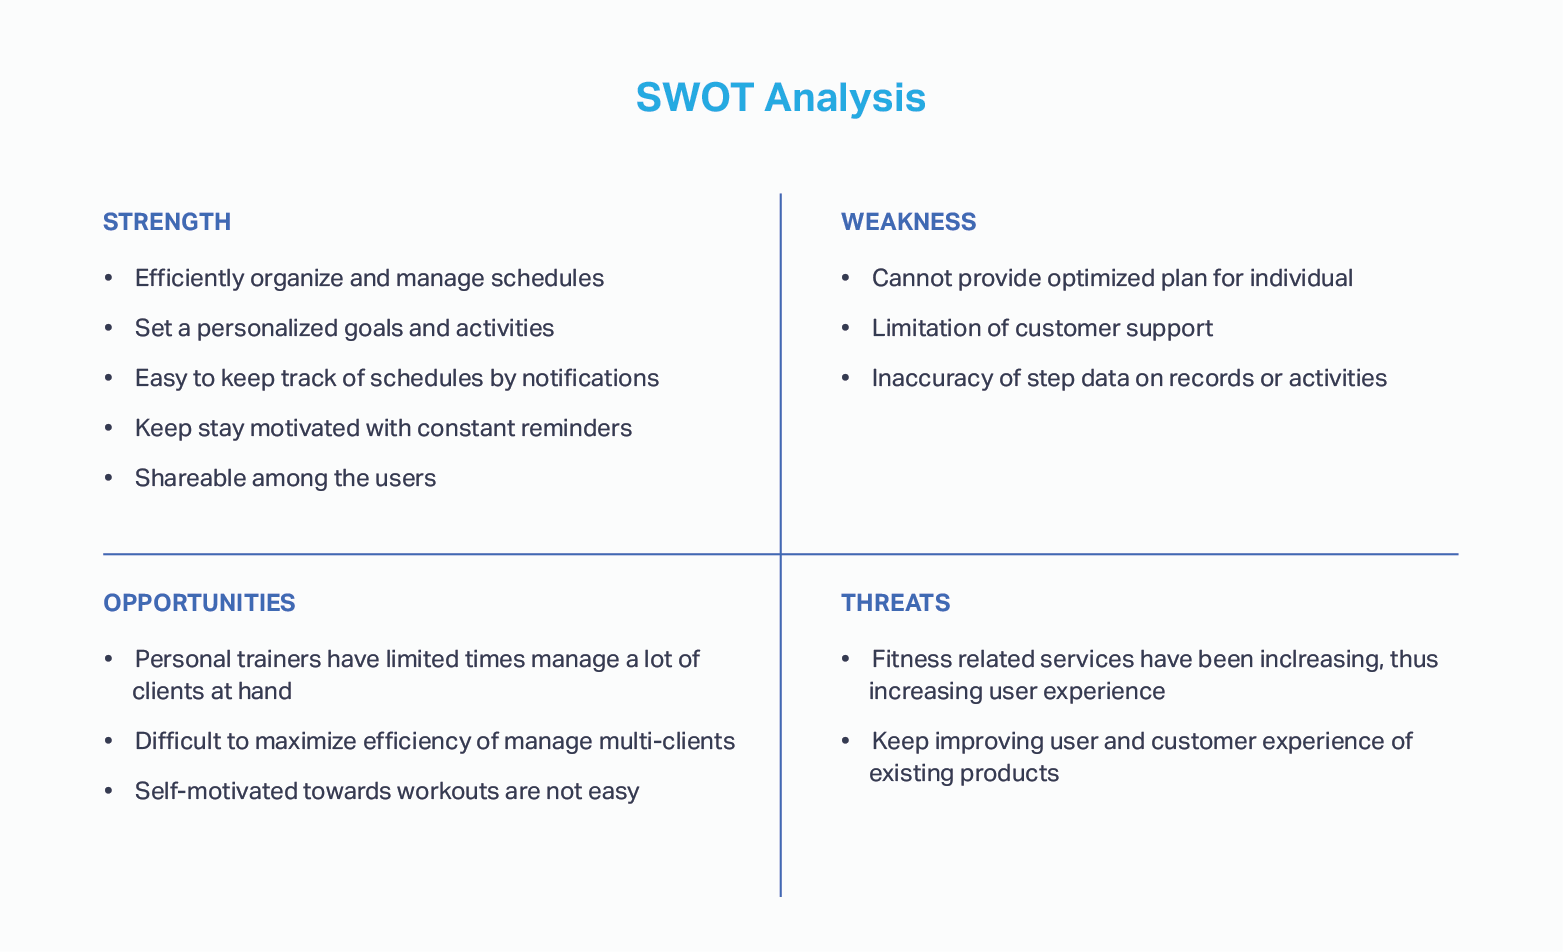 SWOT Analysis
STRENGTH
• Efficiently organize and manage schedules
• Set a personalized goals and activities
• Easy to keep track of schedules by notifications
• Keep stay motivated with constant reminders
• Shareable among the users
WEAKNESS
• Cannot provide optimized plan for individual
• Limitation of customer support
• Inaccuracy of step data on records or activities
OPPORTUNITIES
• Personal trainers have limited times manage a lot of
clients at hand
• Difficult to maximize efficiency of manage multi-clients
• Self-motivated towards workouts are not easy
THREATS
• Fitness related services have been inclreasing, thus
increasing user experience
• Keep improving user and customer experience of
existing products